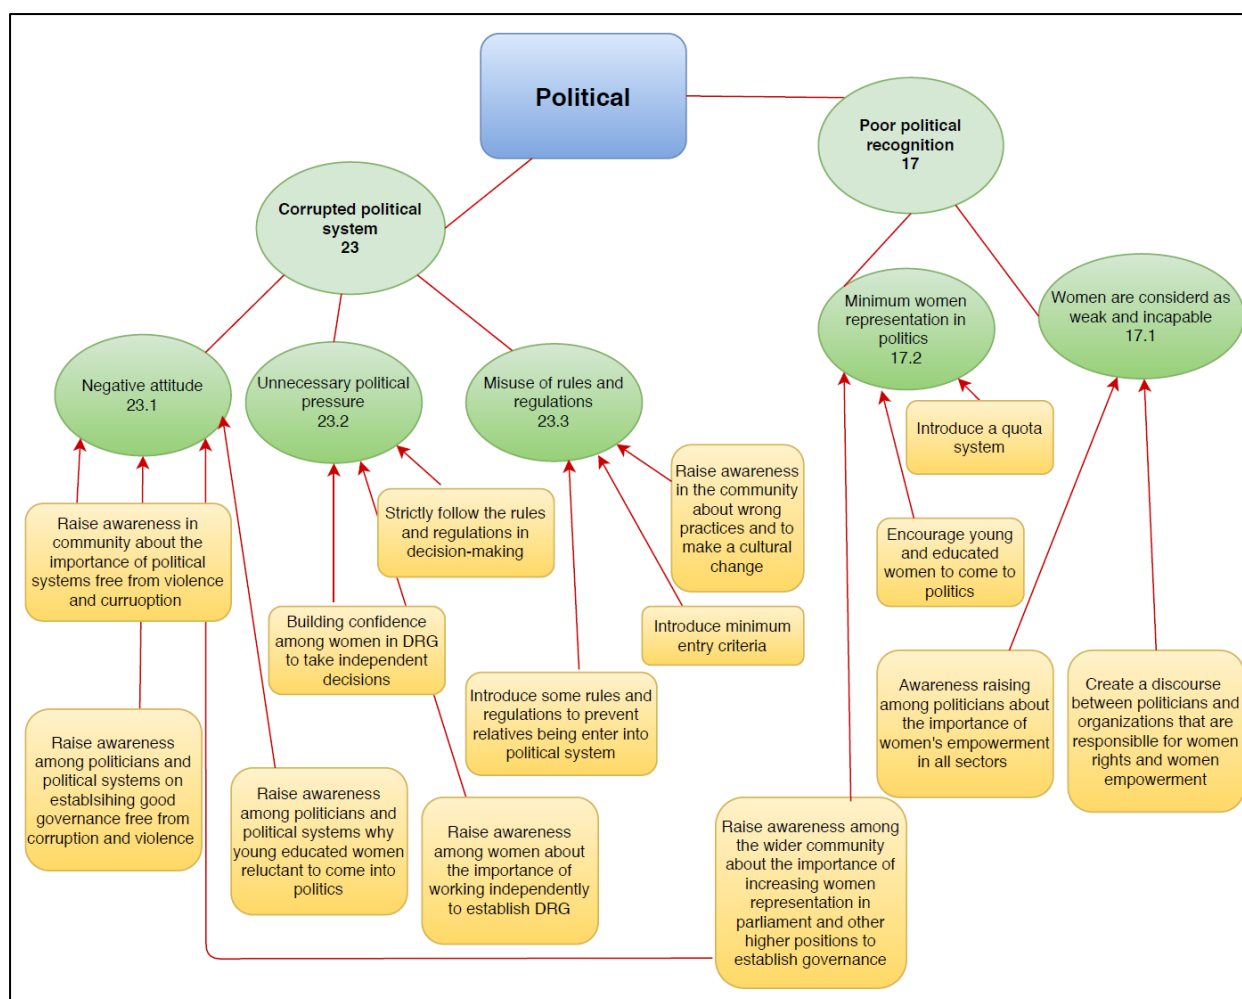 Political
Poor political
recognition
17
Corrupted political
system
23
Minimum women
representation in
politics
17.2
Women are considerd as
weak and incapable
17.1
Negative attitude
23.1
Unnecessary political
pressure
23.2
Misuse of rules and
regulations
23.3
Introduce a quota
system
Raise awareness
in the community
about wrong
practices and to
make a cultural
change
Strictly follow the rules
and regulations in
decision-making
Raise awareness in
community about the
importance of political
systems free from violence
and curruoption
Encourage young
and educated
women to come to
politics
Building confidence
among women in DRG
to take independent
decisions
Introduce minimum
entry criteria
Introduce some rules and
regulations to prevent
relatives being enter into
political system
Awareness raising
among politicians about
the importance of
women's empowerment
in all sectors
Create a discourse
between politicians and
organizations that are
responsiblle for women
rights and women
empowerment
Raise awareness
among politicians and
political systems on
establsihing good
governance free from
corruption and violence
Raise awareness
among politicians and
political systems why
young educated women
reluctant to come into
politics
Raise awareness
among women about
the importance of
working independently
to establish DRG
Raise awareness among
the wider community
about the importance of
increasing women
representation in
parliament and other
higher positions to
establish governance